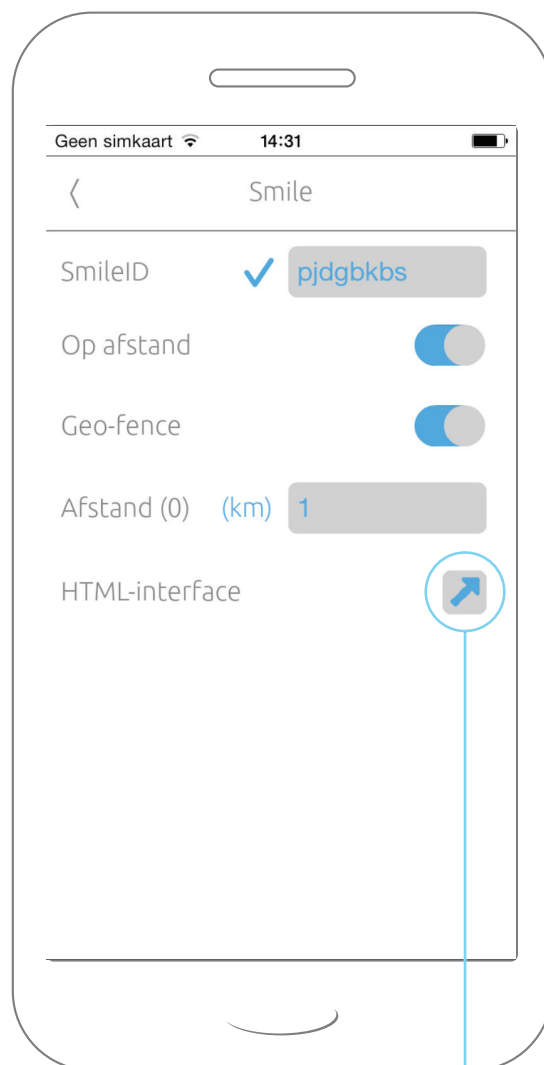 Geen simkaart 14:31
Smile
SmileID pjdgbkbs
Op afstand
Geo-fence
Afstand (0) (km) 1
HTML-interface